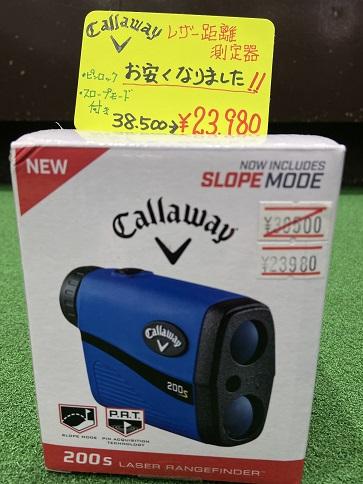 Callaway レーザー距離
測定器
・ピンロック お安くなりました!!
・スロープモード
付き 38.500→¥23.980
NEW
NOW INCLUDES
SLOPE MODE
Callaway
¥38500
¥23980
Callaway
200s
P.A.T.
SLOPE MODE
PIN ACQUISITION
TECHNOLOGY
200s LASER RANGEFINDER™